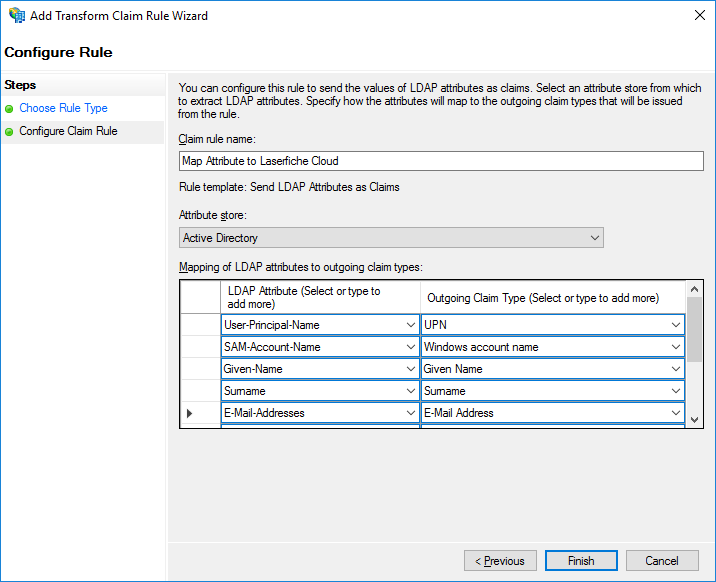 Add Transform Claim Rule Wizard
Configure Rule
Steps
Choose Rule Type
Configure Claim Rule
You can configure this rule to send the values of LDAP attributes as claims. Select an attribute store from which
to extract LDAP attributes. Specify how the attributes will map to the outgoing claim types that will be issued
from the rule.
Claim rule name:
Map Attribute to Laserfiche Cloud
Rule template: Send LDAP Attributes as Claims
Attribute store:
Active Directory
Mapping of LDAP attributes to outgoing claim types:
LDAP Attribute (Select or type to
add more)
Outgoing Claim Type (Select or type to add more)
User-Principal-Name UPN
SAM-Account-Name Windows account name
Given-Name Given Name
Surname Surname
E-Mail-Addresses E-Mail Address
< Previous Finish Cancel